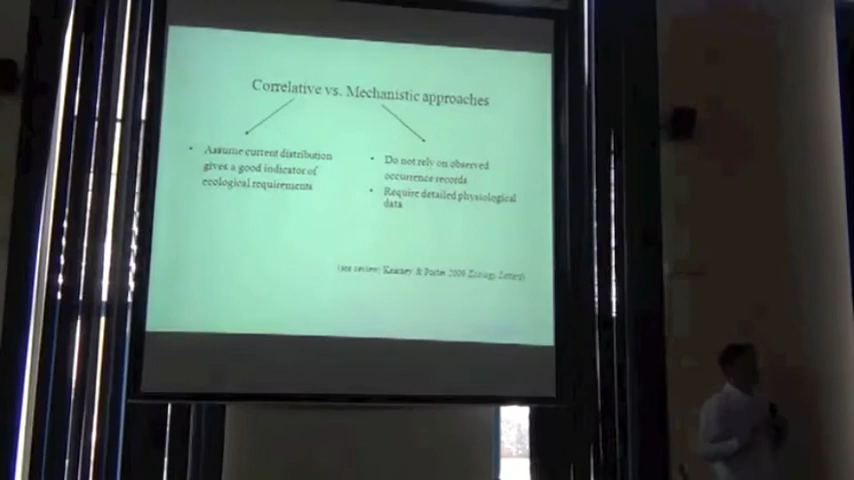 Correlative vs. Mechanistic approaches
• Assume current distribution
gives a good indicator of
ecological requirements
• Do not rely on observed
occurrence records
• Require detailed physiological
data
(see review: Kearney & Porter 2009 Ecology Letters)